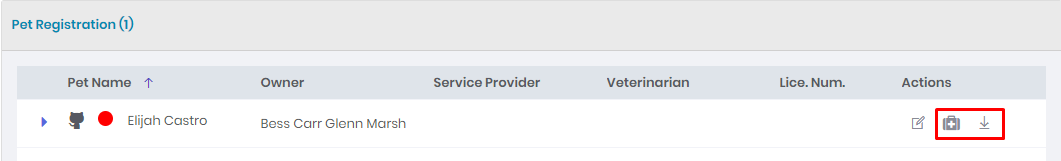 Pet Registration (1)
Pet Name ↑ Owner Service Provider Veterinarian Lice. Num. Actions
Elijah Castro Bess Carr Glenn Marsh